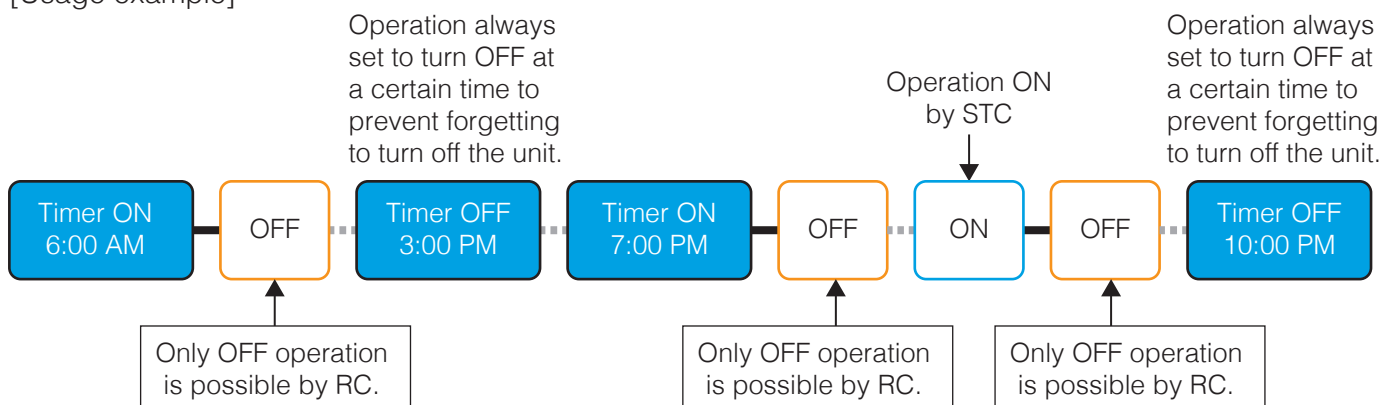 [Usage example]
Operation always
set to turn OFF at
a certain time to
prevent forgetting
to turn off the unit.
Operation ON
by STC
Operation always
set to turn OFF at
a certain time to
prevent forgetting
to turn off the unit.
Timer ON
6:00 AM
OFF
Timer OFF
3:00 PM
Timer ON
7:00 PM
OFF
ON
OFF
Timer OFF
10:00 PM
Only OFF operation
is possible by RC.
Only OFF operation
is possible by RC.
Only OFF operation
is possible by RC.